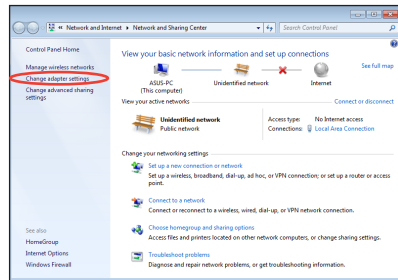 « Network and Internet ▸ Network and Sharing Center
Search Control Panel
Control Panel Home
Manage wireless networks
Change adapter settings
Change advanced sharing
settings
See also
HomeGroup
Internet Options
Windows Firewall
View your basic network information and set up connections
See full map
ASUS-PC
(This computer)
Unidentified network
Internet
View your active networks
Connect or disconnect
Unidentified network
Public network
Access type: No Internet access
Connections: Local Area Connection
Change your networking settings
Set up a new connection or network
Set up a wireless, broadband, dial-up, ad hoc, or VPN connection; or set up a router or access
point.
Connect to a network
Connect or reconnect to a wireless, wired, dial-up, or VPN network connection.
Choose homegroup and sharing options
Access files and printers located on other network computers, or change sharing settings.
Troubleshoot problems
Diagnose and repair network problems, or get troubleshooting information.